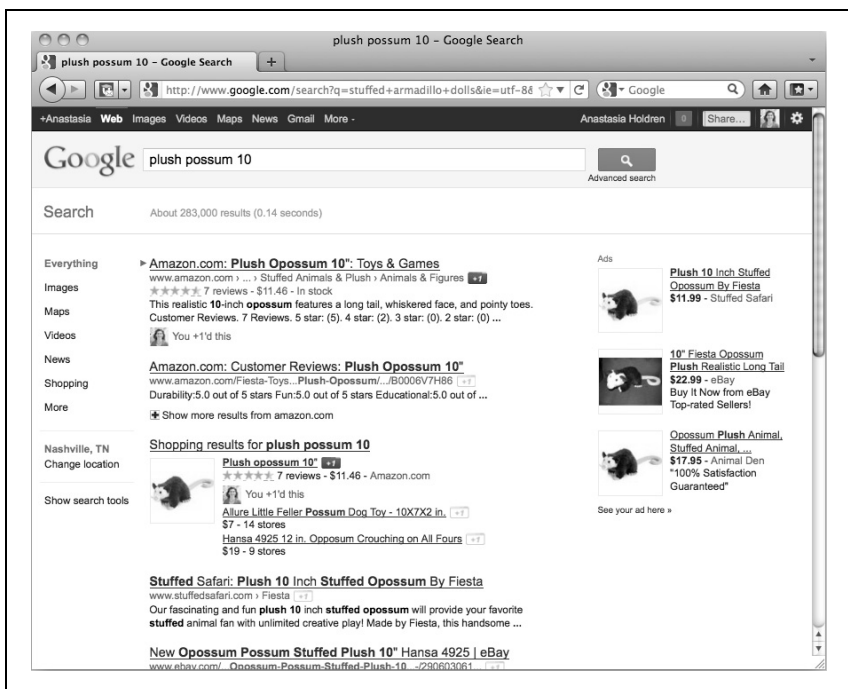 plush possum 10 – Google Search
plush possum 10 – Google Search
http://www.google.com/search?q=stuffed+armadillo+dolls&ie=utf-8&
Google
+Anastasia Web Images Videos Maps News Gmail More
Anastasia Holdren 0 Share...
Google
plush possum 10
Advanced search
Search
About 283,000 results (0.14 seconds)
Everything
Images
Maps
Videos
News
Shopping
More
Nashville, TN
Change location
Show search tools
Amazon.com: Plush Opossum 10": Toys & Games
www.amazon.com › ... › Stuffed Animals & Plush › Animals & Figures +1
7 reviews - $11.46 - In stock
This realistic 10-inch opossum features a long tail, whiskered face, and pointy toes.
Customer Reviews. 7 Reviews. 5 star: (5). 4 star: (2). 3 star: (0). 2 star: (0) ...
You +1'd this
Amazon.com: Customer Reviews: Plush Opossum 10"
www.amazon.com/Fiesta-Toys...Plush-Opossum/.../B0006V7H86 +1
Durability:5.0 out of 5 stars Fun:5.0 out of 5 stars Educational:5.0 out of ...
Show more results from amazon.com
Shopping results for plush possum 10
Plush opossum 10" +1
7 reviews - $11.46 - Amazon.com
You +1'd this
Allure Little Feller Possum Dog Toy - 10X7X2 in. +1
$7 - 14 stores
Hansa 4925 12 in. Opposum Crouching on All Fours +1
$19 - 9 stores
Stuffed Safari: Plush 10 Inch Stuffed Opossum By Fiesta
www.stuffedsafari.com › Fiesta +1
Our fascinating and fun plush 10 inch stuffed opossum will provide your favorite
stuffed animal fan with unlimited creative play! Made by Fiesta, this handsome ...
New Opossum Possum Stuffed Plush 10" Hansa 4925 | eBay
www.ebay.com/...Opossum-Possum-Stuffed-Plush-10...-/290603061...
Ads
Plush 10 Inch Stuffed
Opossum By Fiesta
$11.99 - Stuffed Safari
10" Fiesta Opossum
Plush Realistic Long Tail
$22.99 - eBay
Buy It Now from eBay
Top-rated Sellers!
Opossum Plush Animal,
Stuffed Animal, ...
$17.95 - Animal Den
"100% Satisfaction
Guaranteed"
See your ad here »